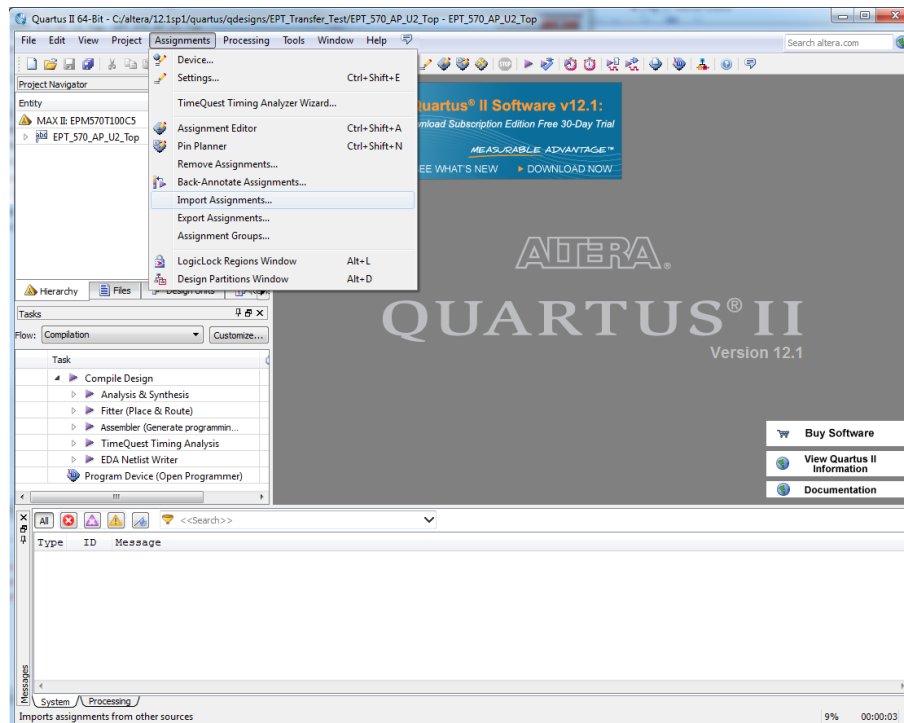 Quartus II 64-Bit - C:/altera/12.1sp1/quartus/qdesigns/EPT_Transfer_Test/EPT_570_AP_U2_Top - EPT_570_AP_U2_Top
File Edit View Project Assignments Processing Tools Window Help
Search altera.com
Device...
Settings... Ctrl+Shift+E
TimeQuest Timing Analyzer Wizard...
Assignment Editor Ctrl+Shift+A
Pin Planner Ctrl+Shift+N
Remove Assignments...
Back-Annotate Assignments...
Import Assignments...
Export Assignments...
Assignment Groups...
LogicLock Regions Window Alt+L
Design Partitions Window Alt+D
Project Navigator
Entity
MAX II: EPM570T100C5
EPT_570_AP_U2_Top
Hierarchy Files Design Units
uartus® II Software v12.1:
nload Subscription Edition Free 30-Day Trial
MEASURABLE ADVANTAGE™
EE WHAT'S NEW DOWNLOAD NOW
ALTERA®
QUARTUS® II
Version 12.1
Buy Software
View Quartus II
Information
Documentation
Tasks
Flow: Compilation Customize...
Task
Compile Design
Analysis & Synthesis
Fitter (Place & Route)
Assembler (Generate programmin...
TimeQuest Timing Analysis
EDA Netlist Writer
Program Device (Open Programmer)
All <<Search>>
Type ID Message
Messages
System Processing
Imports assignments from other sources 9% 00:00:03